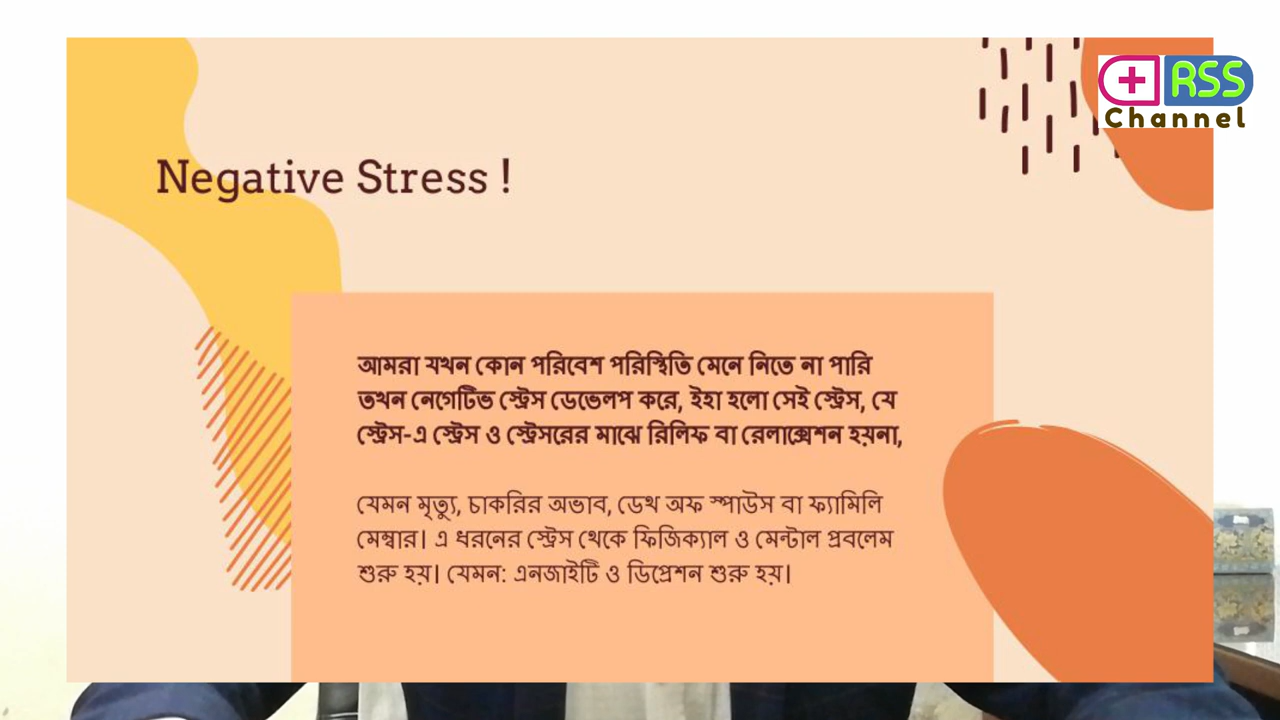 RSS
Channel
Negative Stress !
আমরা যখন কোন পরিবেশ পরিস্থিতি মেনে নিতে না পারি
তখন নেগেটিভ স্ট্রেস ডেভেলপ করে, ইহা হলো সেই স্ট্রেস, যে
স্ট্রেস-এ স্ট্রেস ও স্ট্রেসরের মাঝে রিলিফ বা রেলাক্সেশন হয়না,
যেমন মৃত্যু, চাকরির অভাব, ডেথ অফ স্পাউস বা ফ্যামিলি
মেম্বার। এ ধরনের স্ট্রেস থেকে ফিজিক্যাল ও মেন্টাল প্রবলেম
শুরু হয়। যেমন: এনজাইটি ও ডিপ্রেশন শুরু হয়।